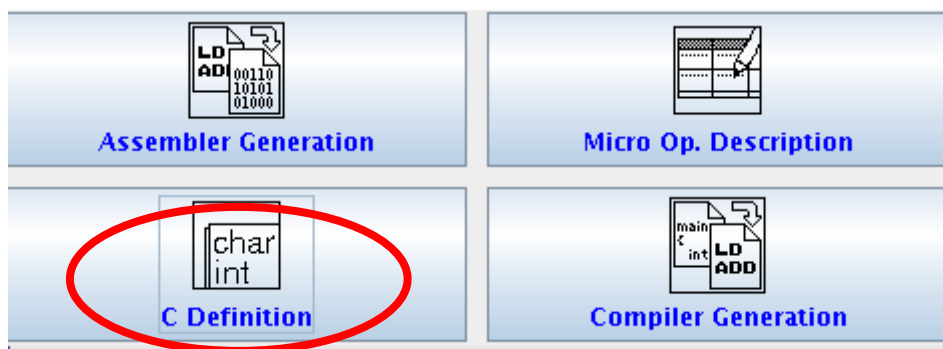 LD
ADD
00110
10101
01000
Assembler Generation
Micro Op. Description
char
int
C Definition
main
{
int
LD
ADD
Compiler Generation